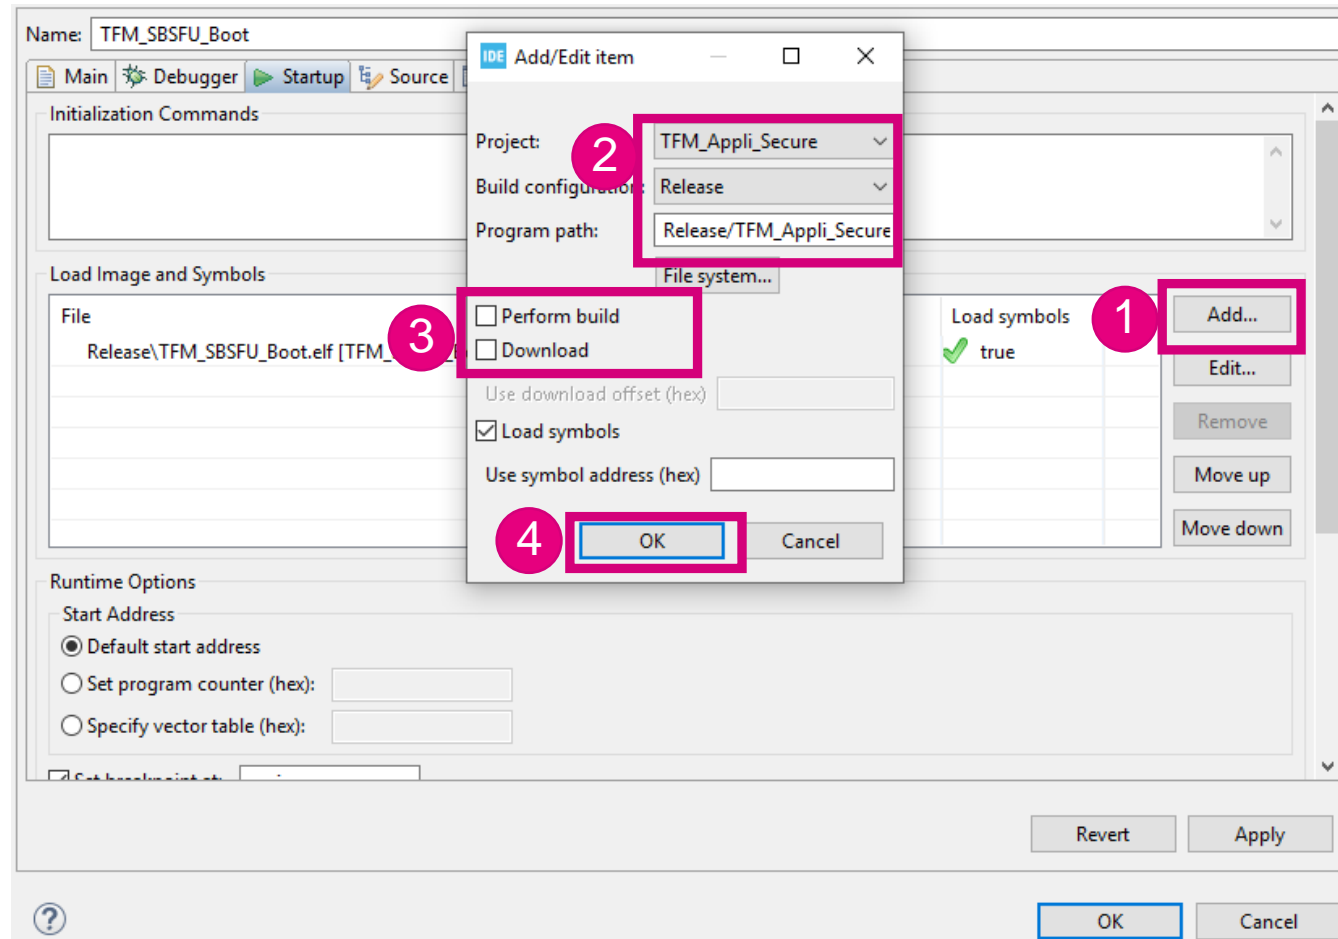 Name: TFM_SBSFU_Boot
Main Debugger Startup Source
Initialization Commands
Load Image and Symbols
File Load symbols
Release\TFM_SBSFU_Boot.elf [TFM_ true
Add...
Edit...
Remove
Move up
Move down
IDE Add/Edit item
Project: TFM_Appli_Secure
Build configuration: Release
Program path: Release/TFM_Appli_Secure
File system...
Perform build
Download
Use download offset (hex)
Load symbols
Use symbol address (hex)
OK Cancel
1
2
3
4
Runtime Options
Start Address
Default start address
Set program counter (hex):
Specify vector table (hex):
Set breakpoint at:
Revert Apply
? OK Cancel